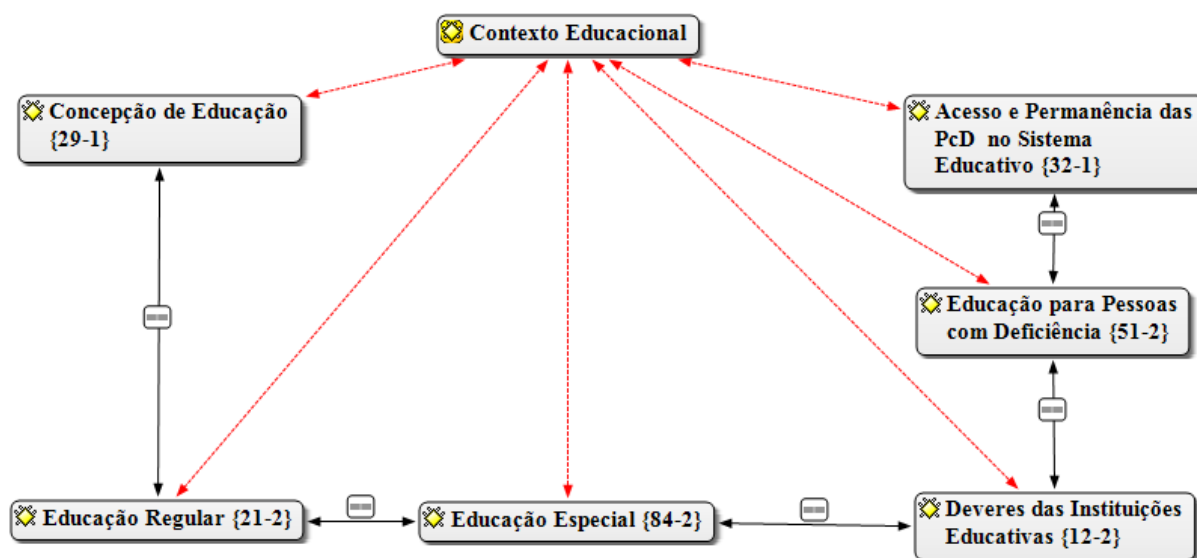 Contexto Educacional
Concepção de Educação
{29-1}
Acesso e Permanência das
PcD no Sistema
Educativo {32-1}
Educação para Pessoas
com Deficiência {51-2}
Educação Regular {21-2}
Educação Especial {84-2}
Deveres das Instituições
Educativas {12-2}